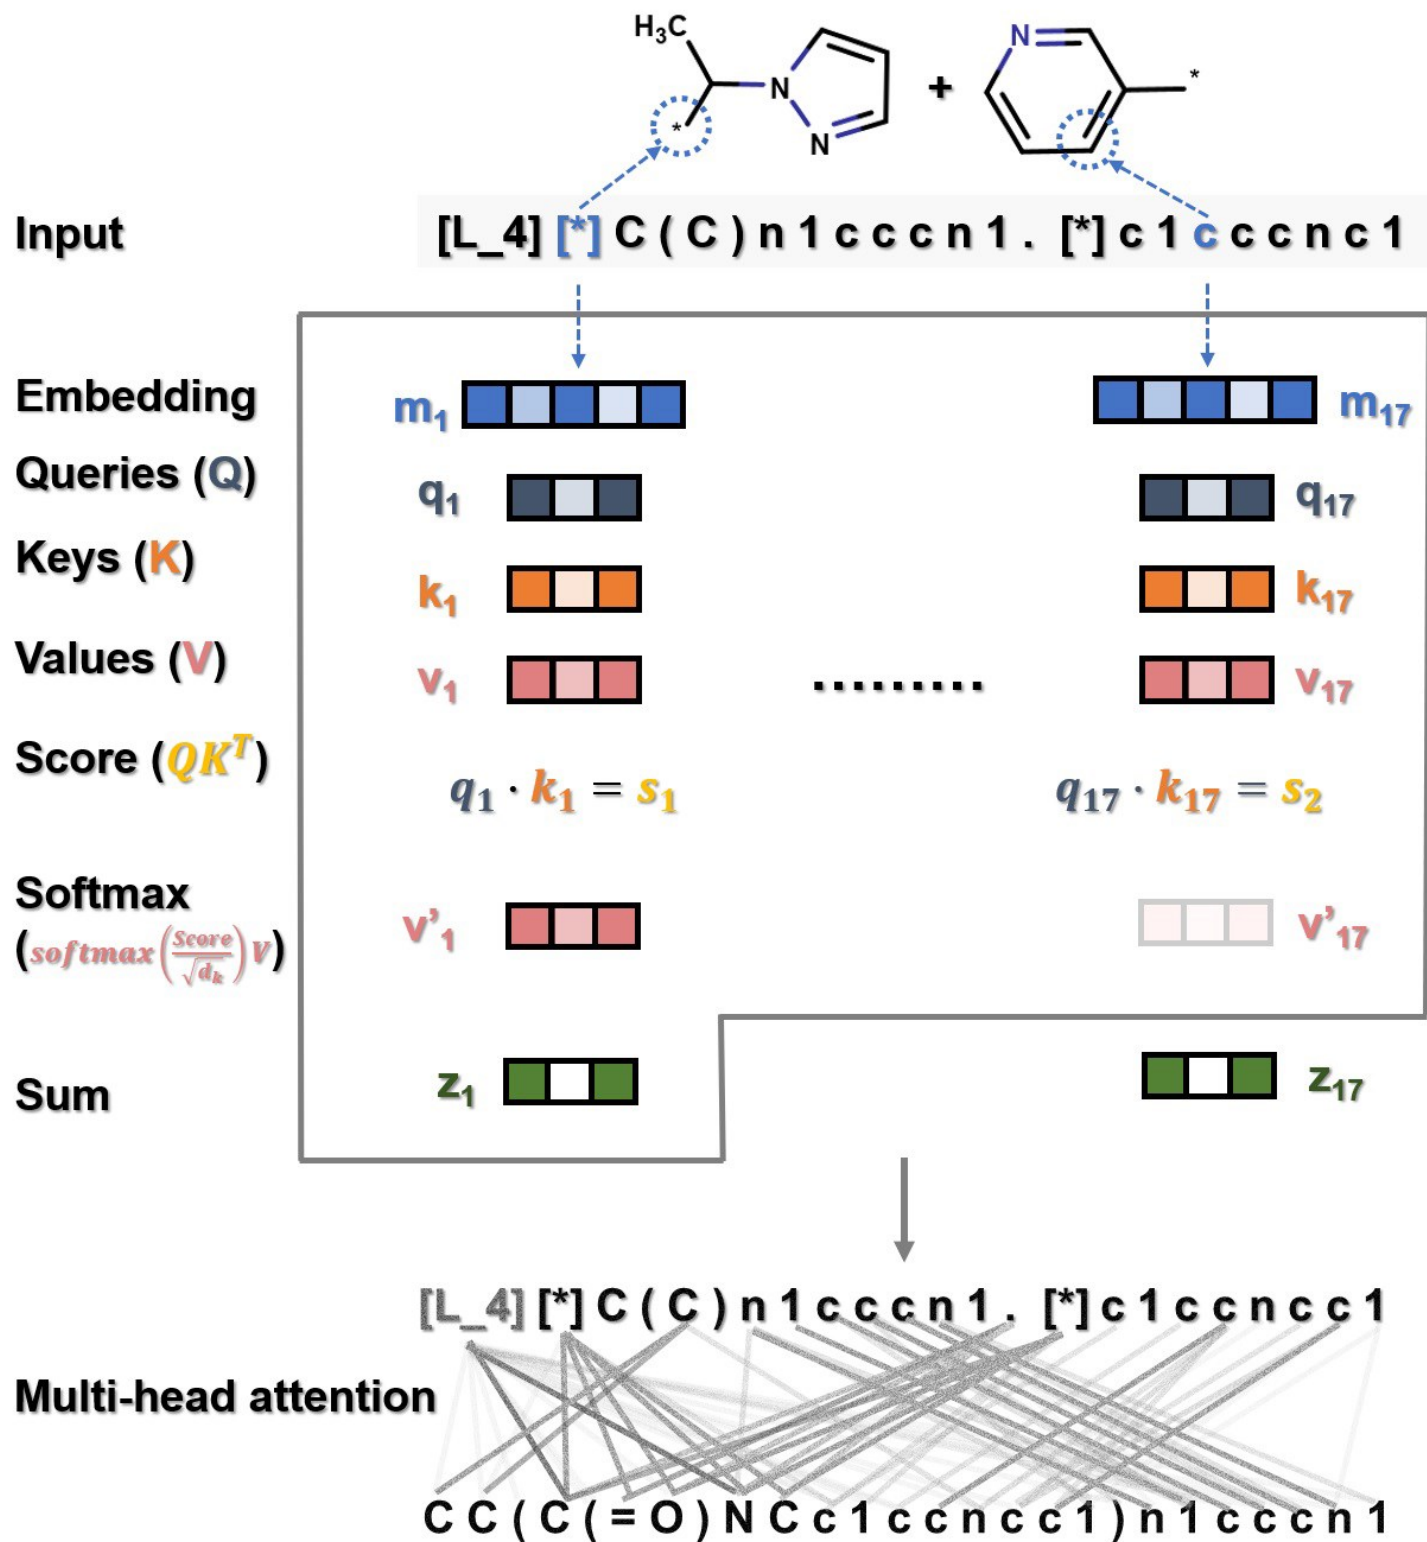 H₃C
N
N
*
+
N
*
Input
[L_4] [*] C ( C ) n 1 c c c n 1 . [*] c 1 c c c n c 1
Embedding
m₁
m₁₇
Queries (Q)
q₁
q₁₇
Keys (K)
k₁
k₁₇
Values (V)
v₁
.........
v₁₇
Score (QKᵀ)
q₁ · k₁ = s₁
q₁₇ · k₁₇ = s₂
Softmax
(softmax(Score/√dₖ)V)
v'₁
v'₁₇
Sum
z₁
z₁₇
[L_4] [*] C ( C ) n 1 c c c n 1 . [*] c 1 c c n c c 1
Multi-head attention
C C ( C ( = O ) N C c 1 c c n c c 1 ) n 1 c c c n 1